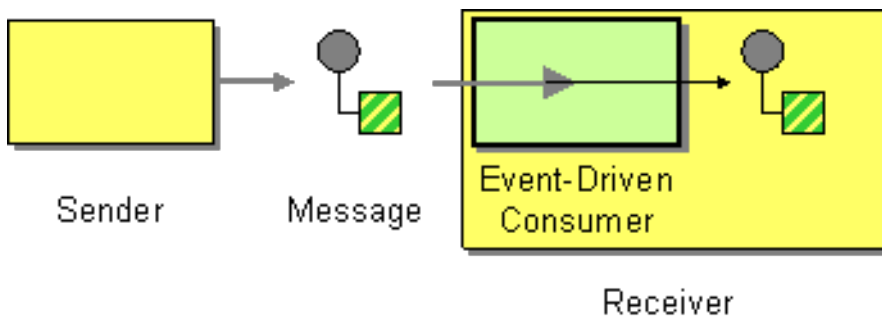 Sender
Message
Event-Driven
Consumer
Receiver